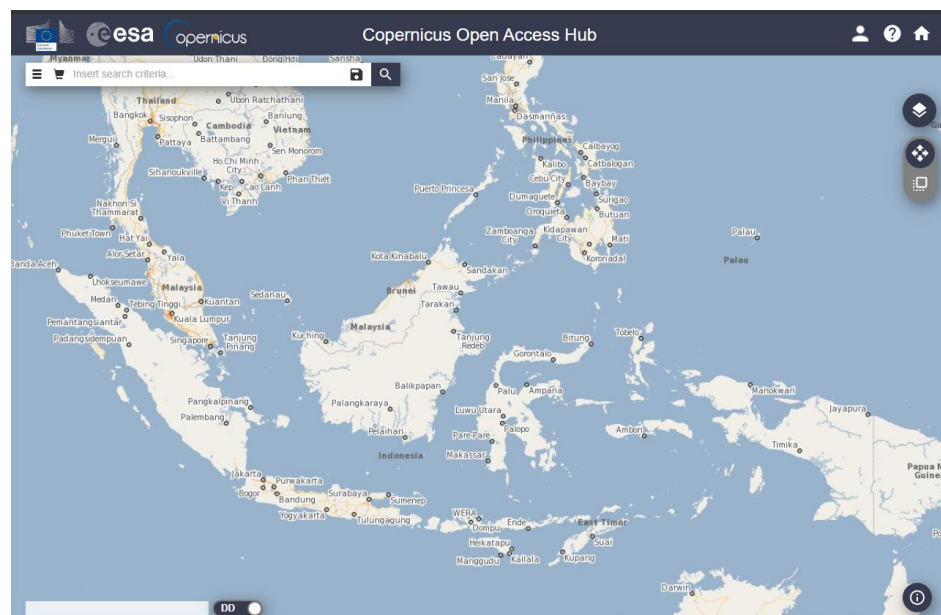 esa
opernicus
Copernicus Open Access Hub
Myanmar
Udon Thani
Đồng Hới
Sansha
Cadayan
Insert search criteria...
San Jose
Thailand
Ubon Ratchathani
Manila
Bangkok
Sisophon
Banlung
Dasmariñas
Cambodia
Vietnam
Mergui
Pattaya
Battambang
Sen Monorom
Philippines
Calbayog
Ho Chi Minh
City
Kalibo
Catbalogan
Sihanoukville
Phan Thiết
Cebu City
Baybay
Kep
Cao Lanh
Puerto Princesa
Dumaguete
Surigao
Nakhon Si
Thammarat
Vi Thanh
Oroquieta
Butuan
Phuket Town
Hat Yai
Zamboanga
City
Kidapawan
City
Mati
Palau
Alor Setar
Yala
Kota Kinabalu
Koronadal
Palau
anda Aceh
Sandakan
Lhokseumawe
Malaysia
Brunei
Tawau
Medan
Tebing Tinggi
Kuantan
Sedanau
Tarakan
Pemantangsiantar
Kuala Lumpur
Malaysia
Tobelo
Padangsidempuan
Singapore
Tanjung
Pinang
Kuching
Tanjung
Redeb
Bitung
Gorontalo
Balikpapan
Palu
Ampana
Manokwari
Pangkalpinang
Palangkaraya
Luwu Utara
Jayapura
Palembang
Pelaihari
Pare-Pare
Palopo
Ambon
Timika
Indonesia
Makassar
Papua N
Guine
Jakarta
Purwakarta
Bogor
Bandung
Surabaya
Sumenep
Yogyakarta
Tulungagung
WERA
Dompu
Ende
East Timor
Heikatapu
Suai
Manggudu
Kallala
Kupang
Darwin
DD